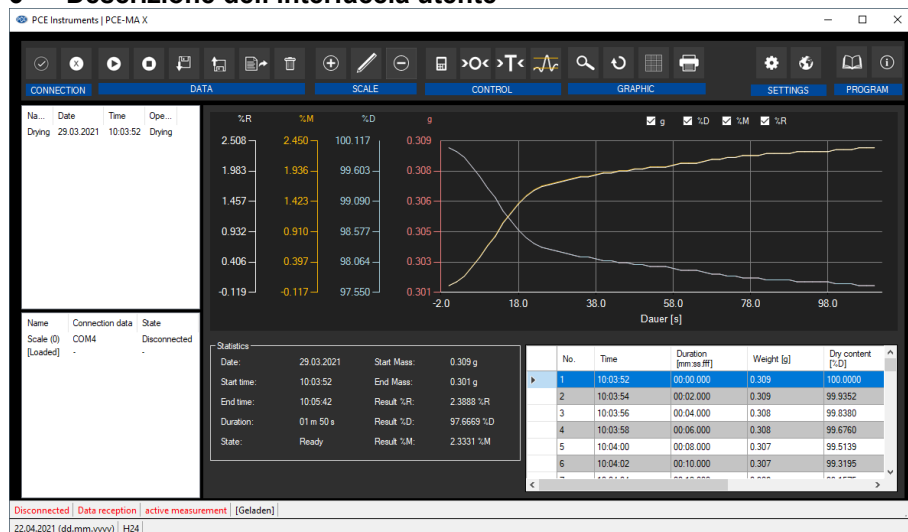 PCE Instruments | PCE-MA X
CONNECTION DATA SCALE CONTROL GRAPHIC SETTINGS PROGRAM
Na... Date Time Ope...
Drying 29.03.2021 10:03:52 Drying
%R %M %D g
g %D %M %R
2.508 2.450 100.117 0.309
1.983 1.936 99.603 0.308
1.457 1.423 99.090 0.306
0.932 0.910 98.577 0.305
0.406 0.397 98.064 0.303
-0.119 -0.117 97.550 0.301
-2.0 18.0 38.0 58.0 78.0 98.0
Dauer [s]
Name Connection data State
Scale (0) COM4 Disconnected
[Loaded] - -
Statistics
Date: 29.03.2021 Start Mass: 0.309 g
Start time: 10:03:52 End Mass: 0.301 g
End time: 10:05:42 Result %R: 2.3888 %R
Duration: 01 m 50 s Result %D: 97.6669 %D
State: Ready Result %M: 2.3331 %M
No. Time Duration [mm:ss.fff] Weight [g] Dry content [%D]
1 10:03:52 00:00.000 0.309 100.0000
2 10:03:54 00:02.000 0.309 99.9352
3 10:03:56 00:04.000 0.308 99.8380
4 10:03:58 00:06.000 0.308 99.6760
5 10:04:00 00:08.000 0.307 99.5139
6 10:04:02 00:10.000 0.307 99.3195
Disconnected Data reception active measurement [Geladen]
22.04.2021 (dd.mm.yyyy) H24